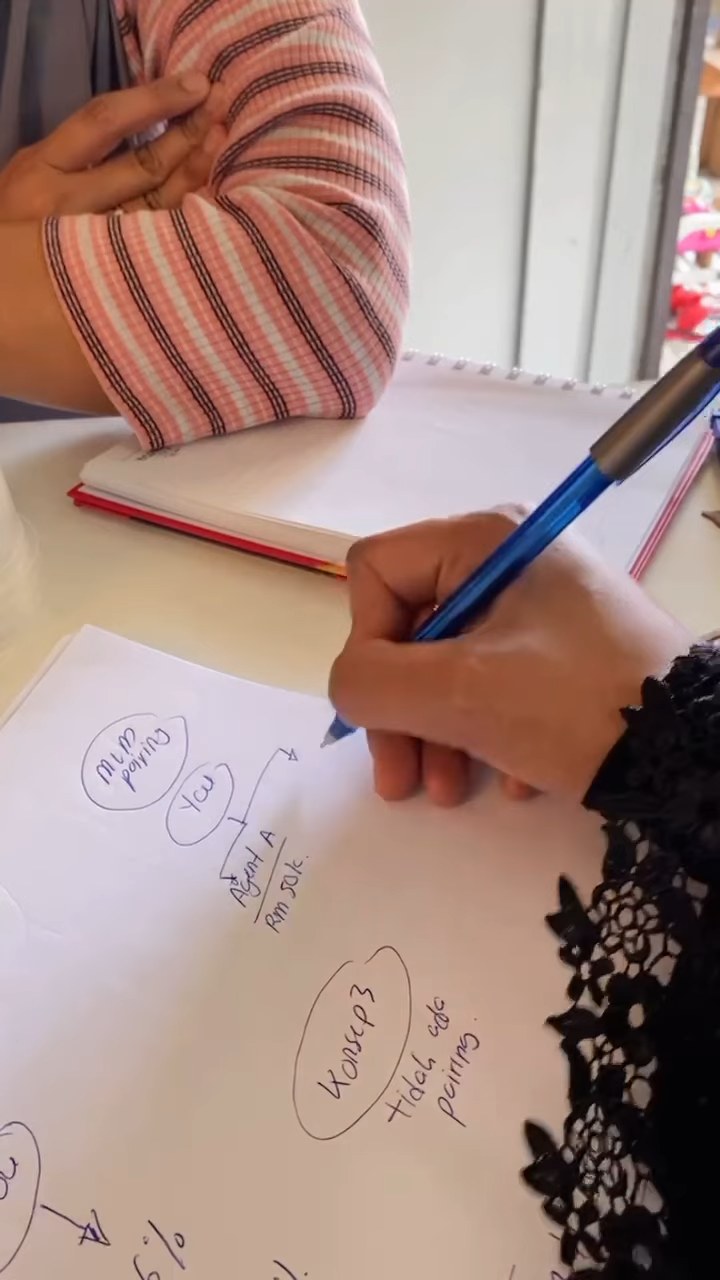 MLM
pairing
You
Agent A
Rm 50k.
Konsep 3
tidak ada
pairing.
%